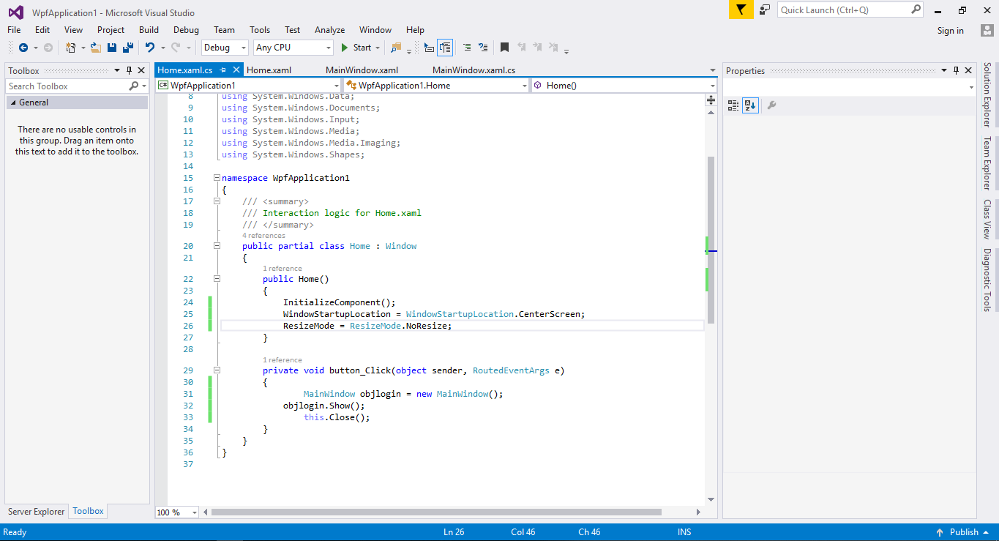 WpfApplication1 - Microsoft Visual Studio
Quick Launch (Ctrl+Q)
File Edit View Project Build Debug Team Tools Test Analyze Window Help
Sign in
Debug
Any CPU
Start
Toolbox
Search Toolbox
General
There are no usable controls in
this group. Drag an item onto
this text to add it to the toolbox.
Server Explorer
Toolbox
Home.xaml.cs
Home.xaml
MainWindow.xaml
MainWindow.xaml.cs
C# WpfApplication1
WpfApplication1.Home
Home()
8 using System.Windows.Data;
9 using System.Windows.Documents;
10 using System.Windows.Input;
11 using System.Windows.Media;
12 using System.Windows.Media.Imaging;
13 using System.Windows.Shapes;
14
15 namespace WpfApplication1
16 {
17 /// <summary>
18 /// Interaction logic for Home.xaml
19 /// </summary>
4 references
20 public partial class Home : Window
21 {
1 reference
22 public Home()
23 {
24 InitializeComponent();
25 WindowStartupLocation = WindowStartupLocation.CenterScreen;
26 ResizeMode = ResizeMode.NoResize;
27 }
28
1 reference
29 private void button_Click(object sender, RoutedEventArgs e)
30 {
31 MainWindow objlogin = new MainWindow();
32 objlogin.Show();
33 this.Close();
34 }
35 }
36 }
37
100 %
Properties
A
Z
Solution Explorer
Team Explorer
Class View
Diagnostic Tools
Ready
Ln 26
Col 46
Ch 46
INS
Publish